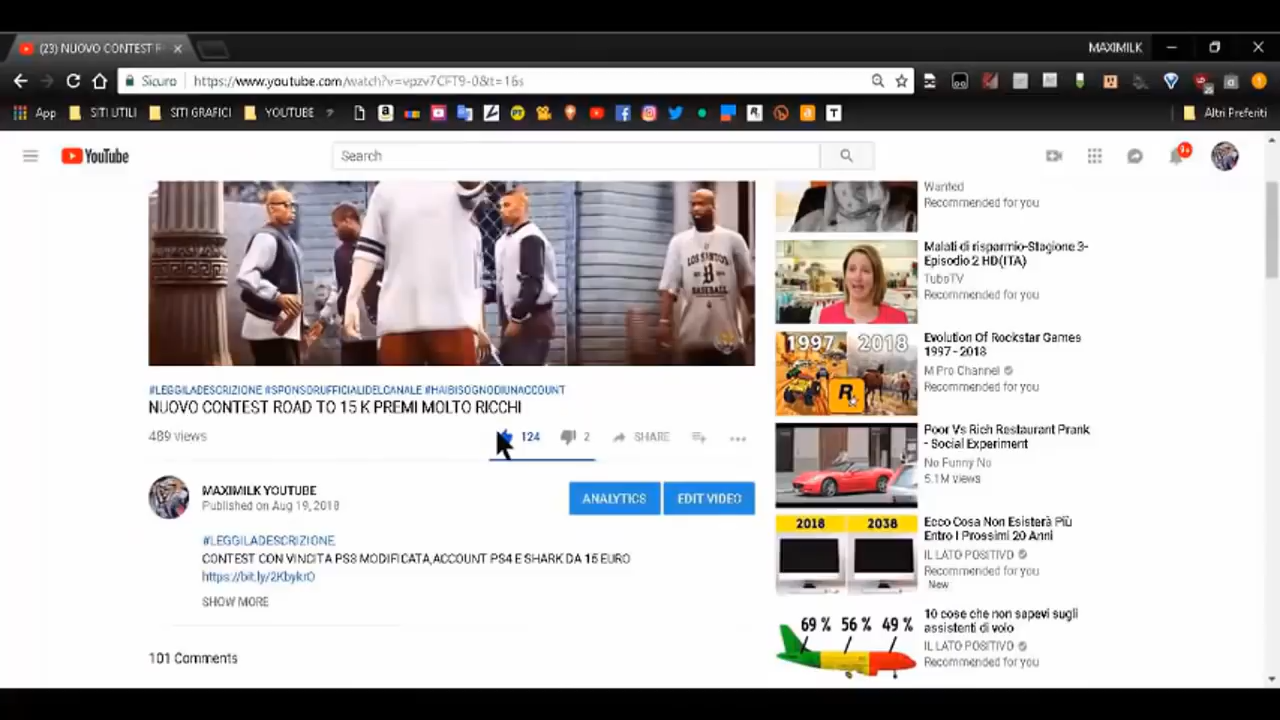 (23) NUOVO CONTEST R
MAXIMILK
Sicuro
https://www.youtube.com/watch?v=vpzv7CFT9-0&t=16s
App
SITI UTILI
SITI GRAFICI
YOUTUBE
?
Altri Preferiti
YouTube
Search
9+
Wanted
Recommended for you
LOS SANTOS
BASEBALL
Malati di risparmio-Stagione 3-
Episodio 2 HD(ITA)
TuboTV
Recommended for you
1997 2018
R
Evolution Of Rockstar Games
1997 - 2018
M Pro Channel
Recommended for you
#LEGGILADESCRIZIONE #SPONSORUFFICIALIDELCANALE #HAIBISOGNODIUNACCOUNT
NUOVO CONTEST ROAD TO 15 K PREMI MOLTO RICCHI
489 views
124
2
SHARE
Poor Vs Rich Restaurant Prank
- Social Experiment
No Funny No
5.1M views
MAXIMILK YOUTUBE
Published on Aug 19, 2018
ANALYTICS
EDIT VIDEO
#LEGGILADESCRIZIONE,
CONTEST CON VINCITA PS3 MODIFICATA,ACCOUNT PS4 E SHARK DA 15 EURO
https://bit.ly/2KbykrO
SHOW MORE
2018 2038
Ecco Cosa Non Esisterà Più
Entro I Prossimi 20 Anni
IL LATO POSITIVO
Recommended for you
New
69 % 56 % 49 %
10 cose che non sapevi sugli
assistenti di volo
IL LATO POSITIVO
Recommended for you
101 Comments